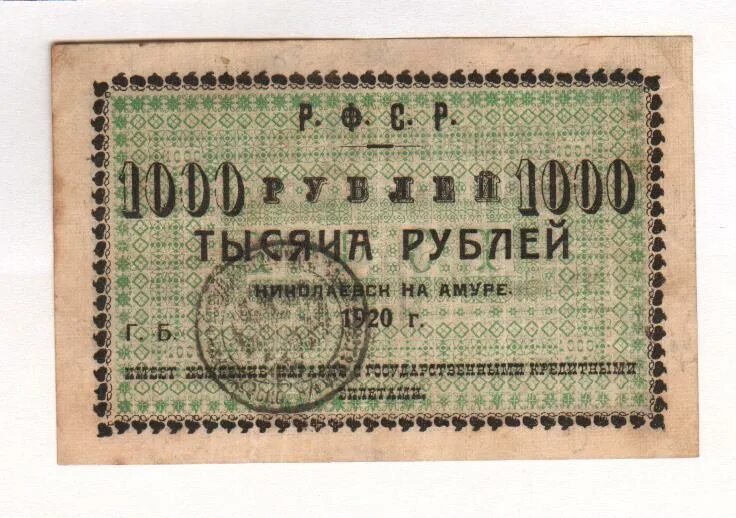 Р. Ф. С. Р.
1000 РУБЛЕЙ 1000
ТЫСЯЧА РУБЛЕЙ
НИКОЛАЕВСК НА АМУРЕ.
1920 г.
Г. Б.
ИМЕЕТ ХОЖДЕНИЕ НАРАВНЕ С ГОСУДАРСТВЕННЫМИ КРЕДИТНЫМИ
БИЛЕТАМИ.